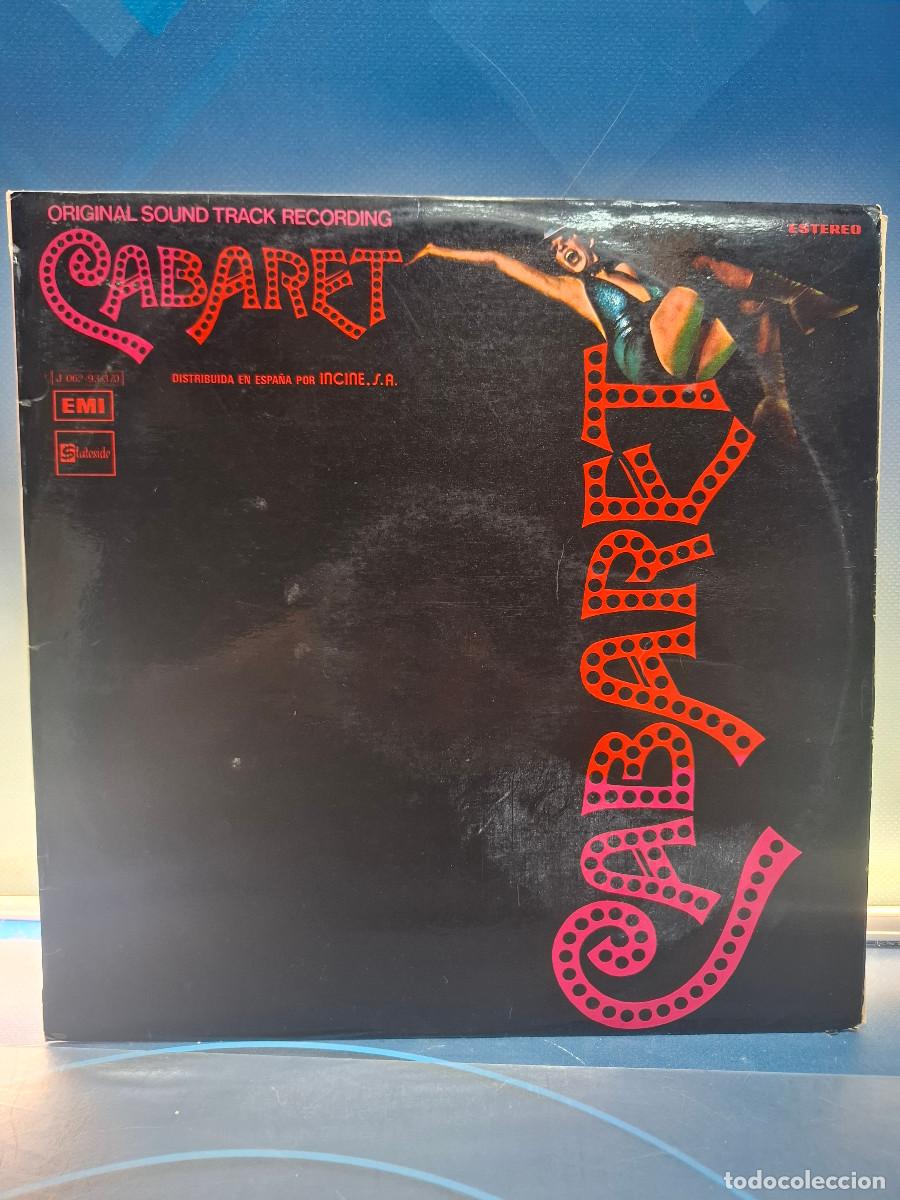 ORIGINAL SOUND TRACK RECORDING
ESTEREO
CABARET
DISTRIBUIDA EN ESPAÑA POR INCINE, S.A.
EMI
Stateside
CABARET
todocoleccion